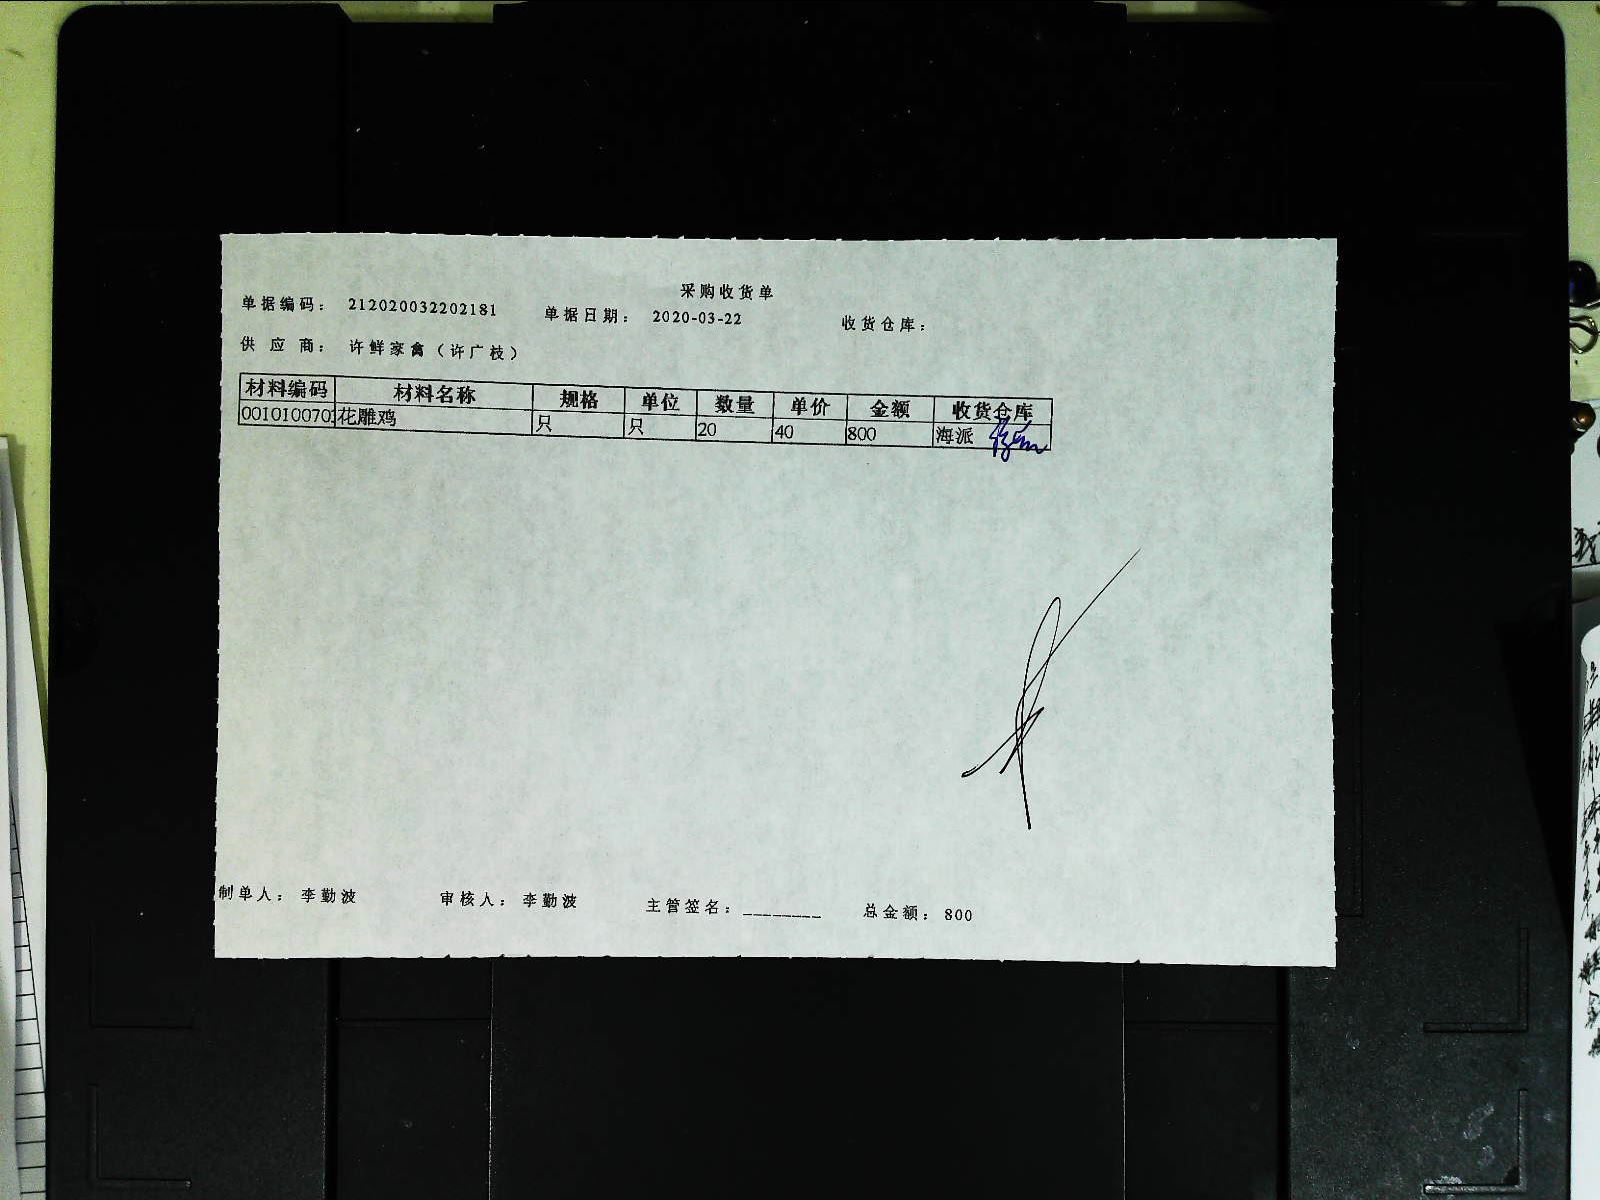 采购收货单
单据编码： 212020032202181 单据日期： 2020-03-22 收货仓库：
供 应 商： 许鲜家禽（许广枝）
材料编码 材料名称 规格 单位 数量 单价 金额 收货仓库
001010070 花雕鸡 只 只 20 40 800 海派
制单人： 李勤波 审核人： 李勤波 主管签名：________ 总金额： 800